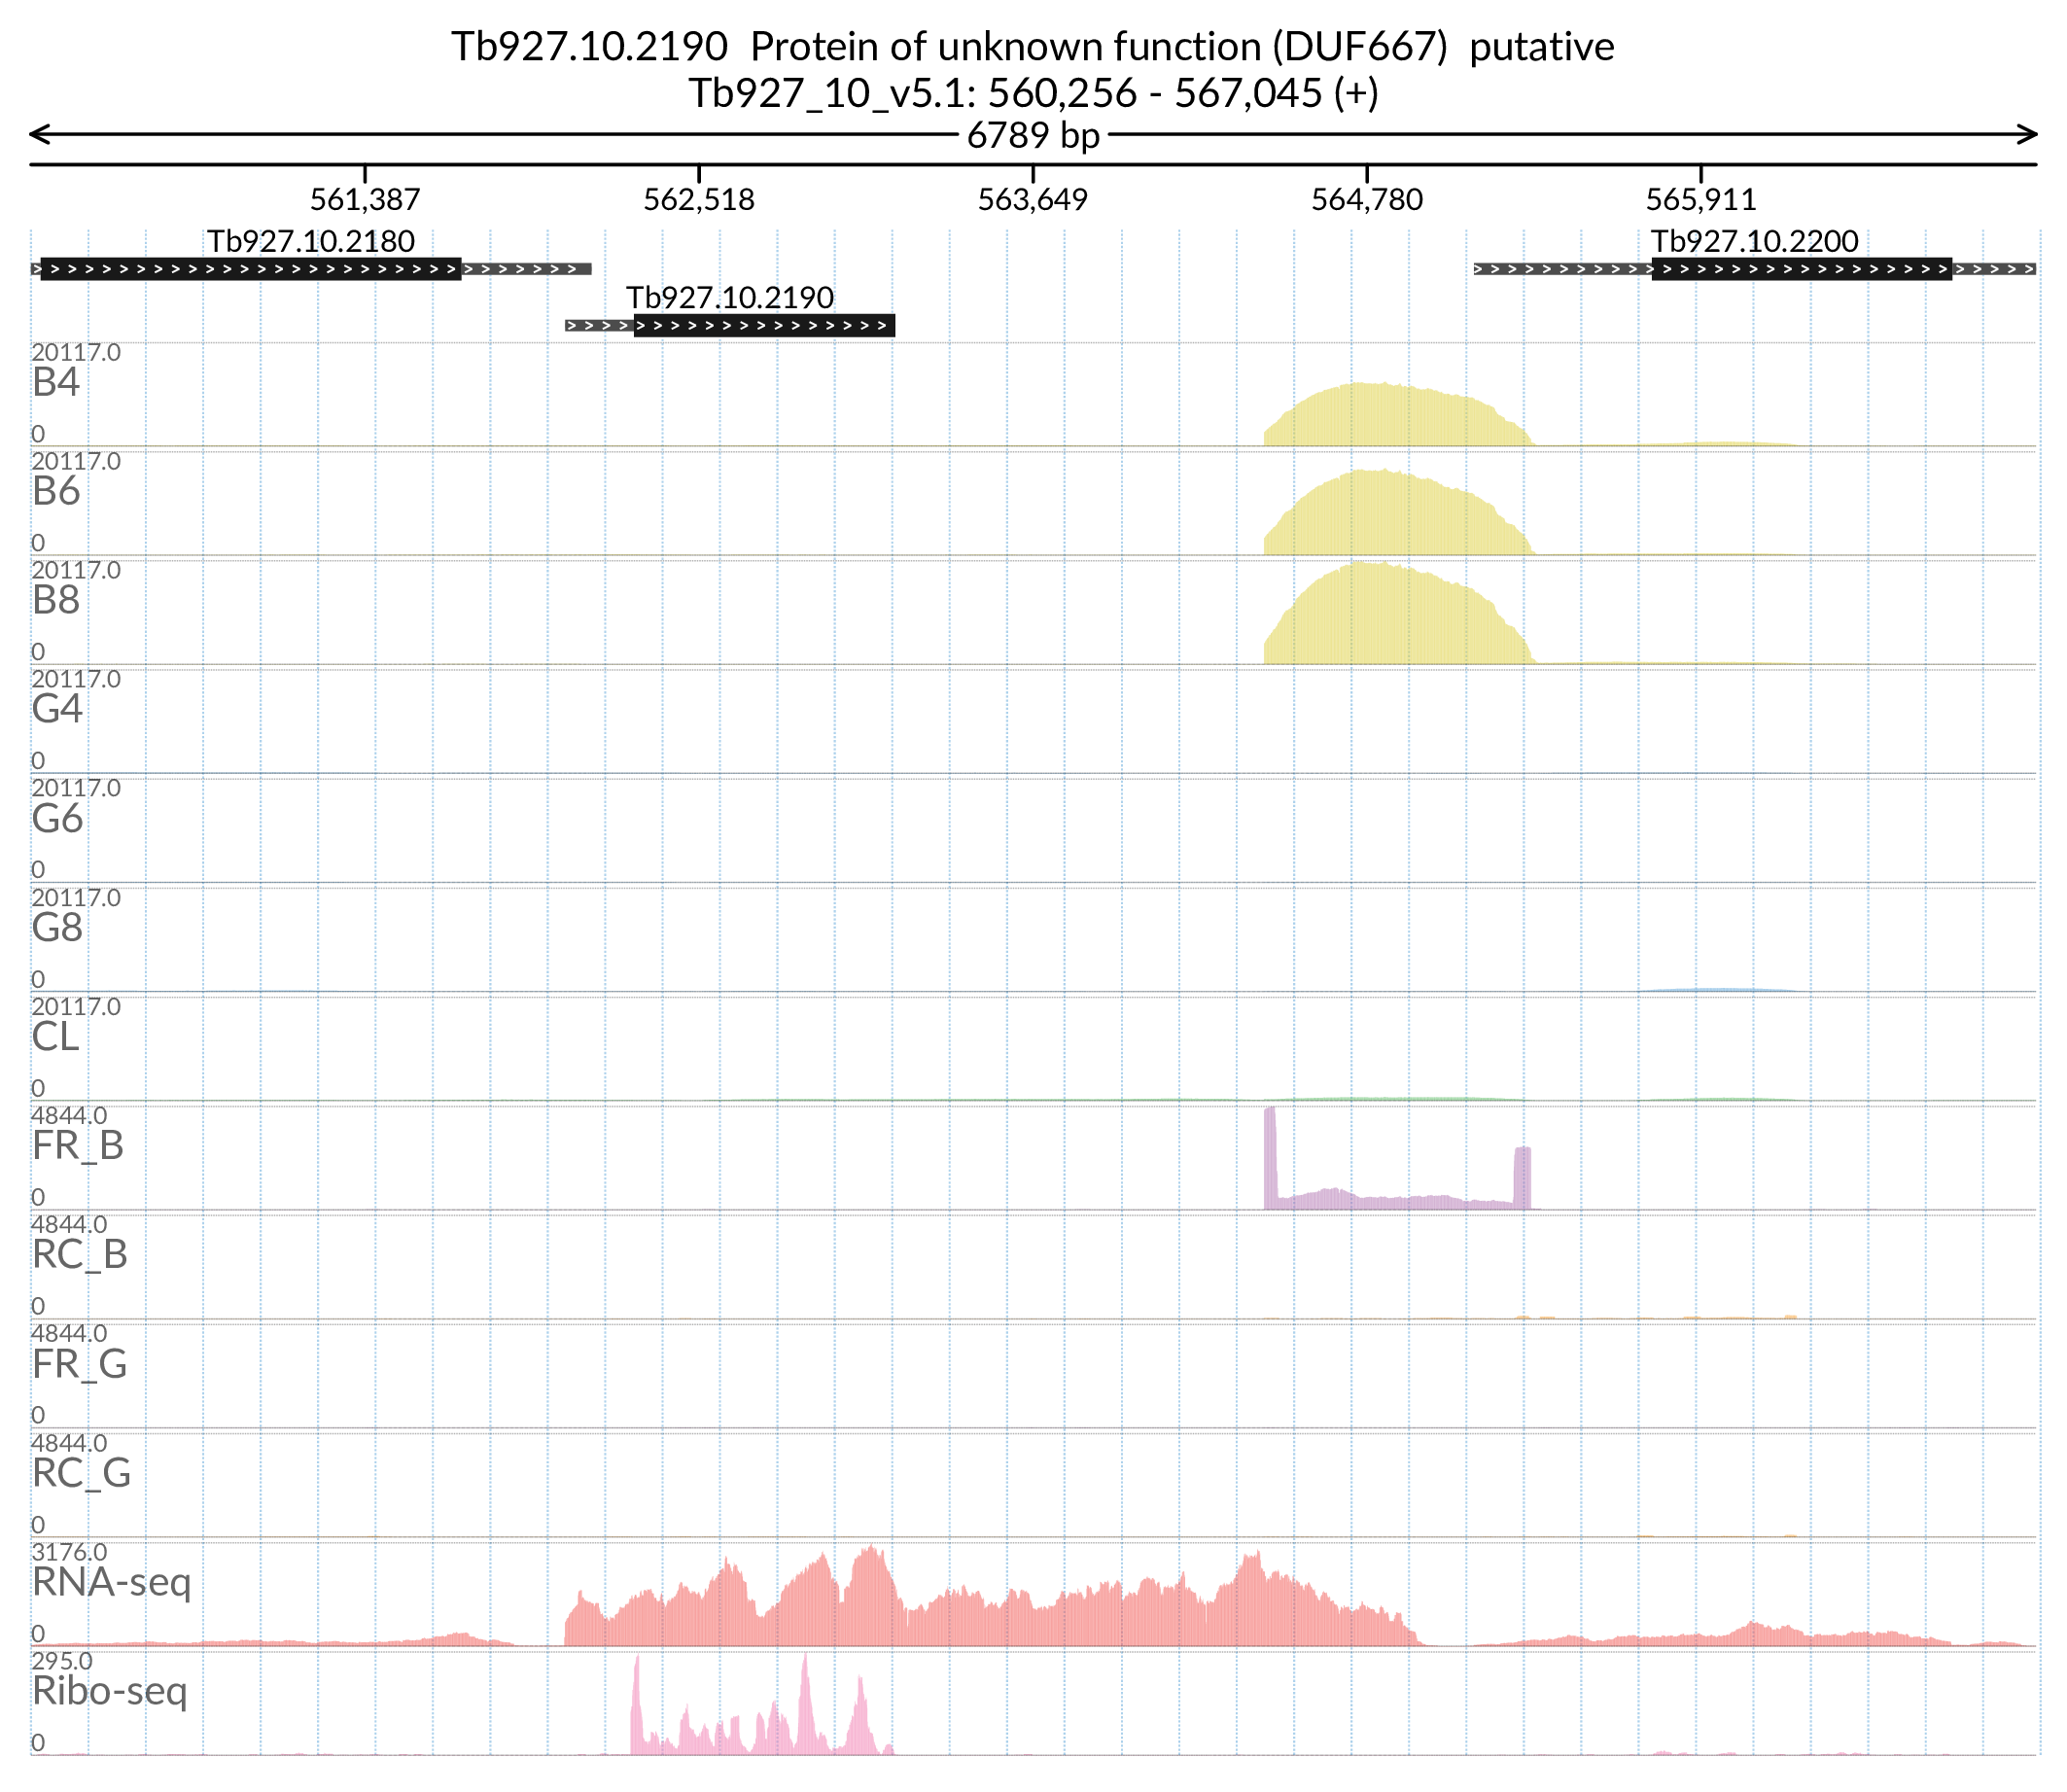 Tb927.10.2190  Protein of unknown function (DUF667)  putative
Tb927_10_v5.1: 560,256 - 567,045 (+)
6789 bp
561,387 562,518 563,649 564,780 565,911
Tb927.10.2180 Tb927.10.2200
Tb927.10.2190
20117.0
B4
0
20117.0
B6
0
20117.0
B8
0
20117.0
G4
0
20117.0
G6
0
20117.0
G8
0
20117.0
CL
0
4844.0
FR_B
0
4844.0
RC_B
0
4844.0
FR_G
0
4844.0
RC_G
0
3176.0
RNA-seq
0
295.0
Ribo-seq
0